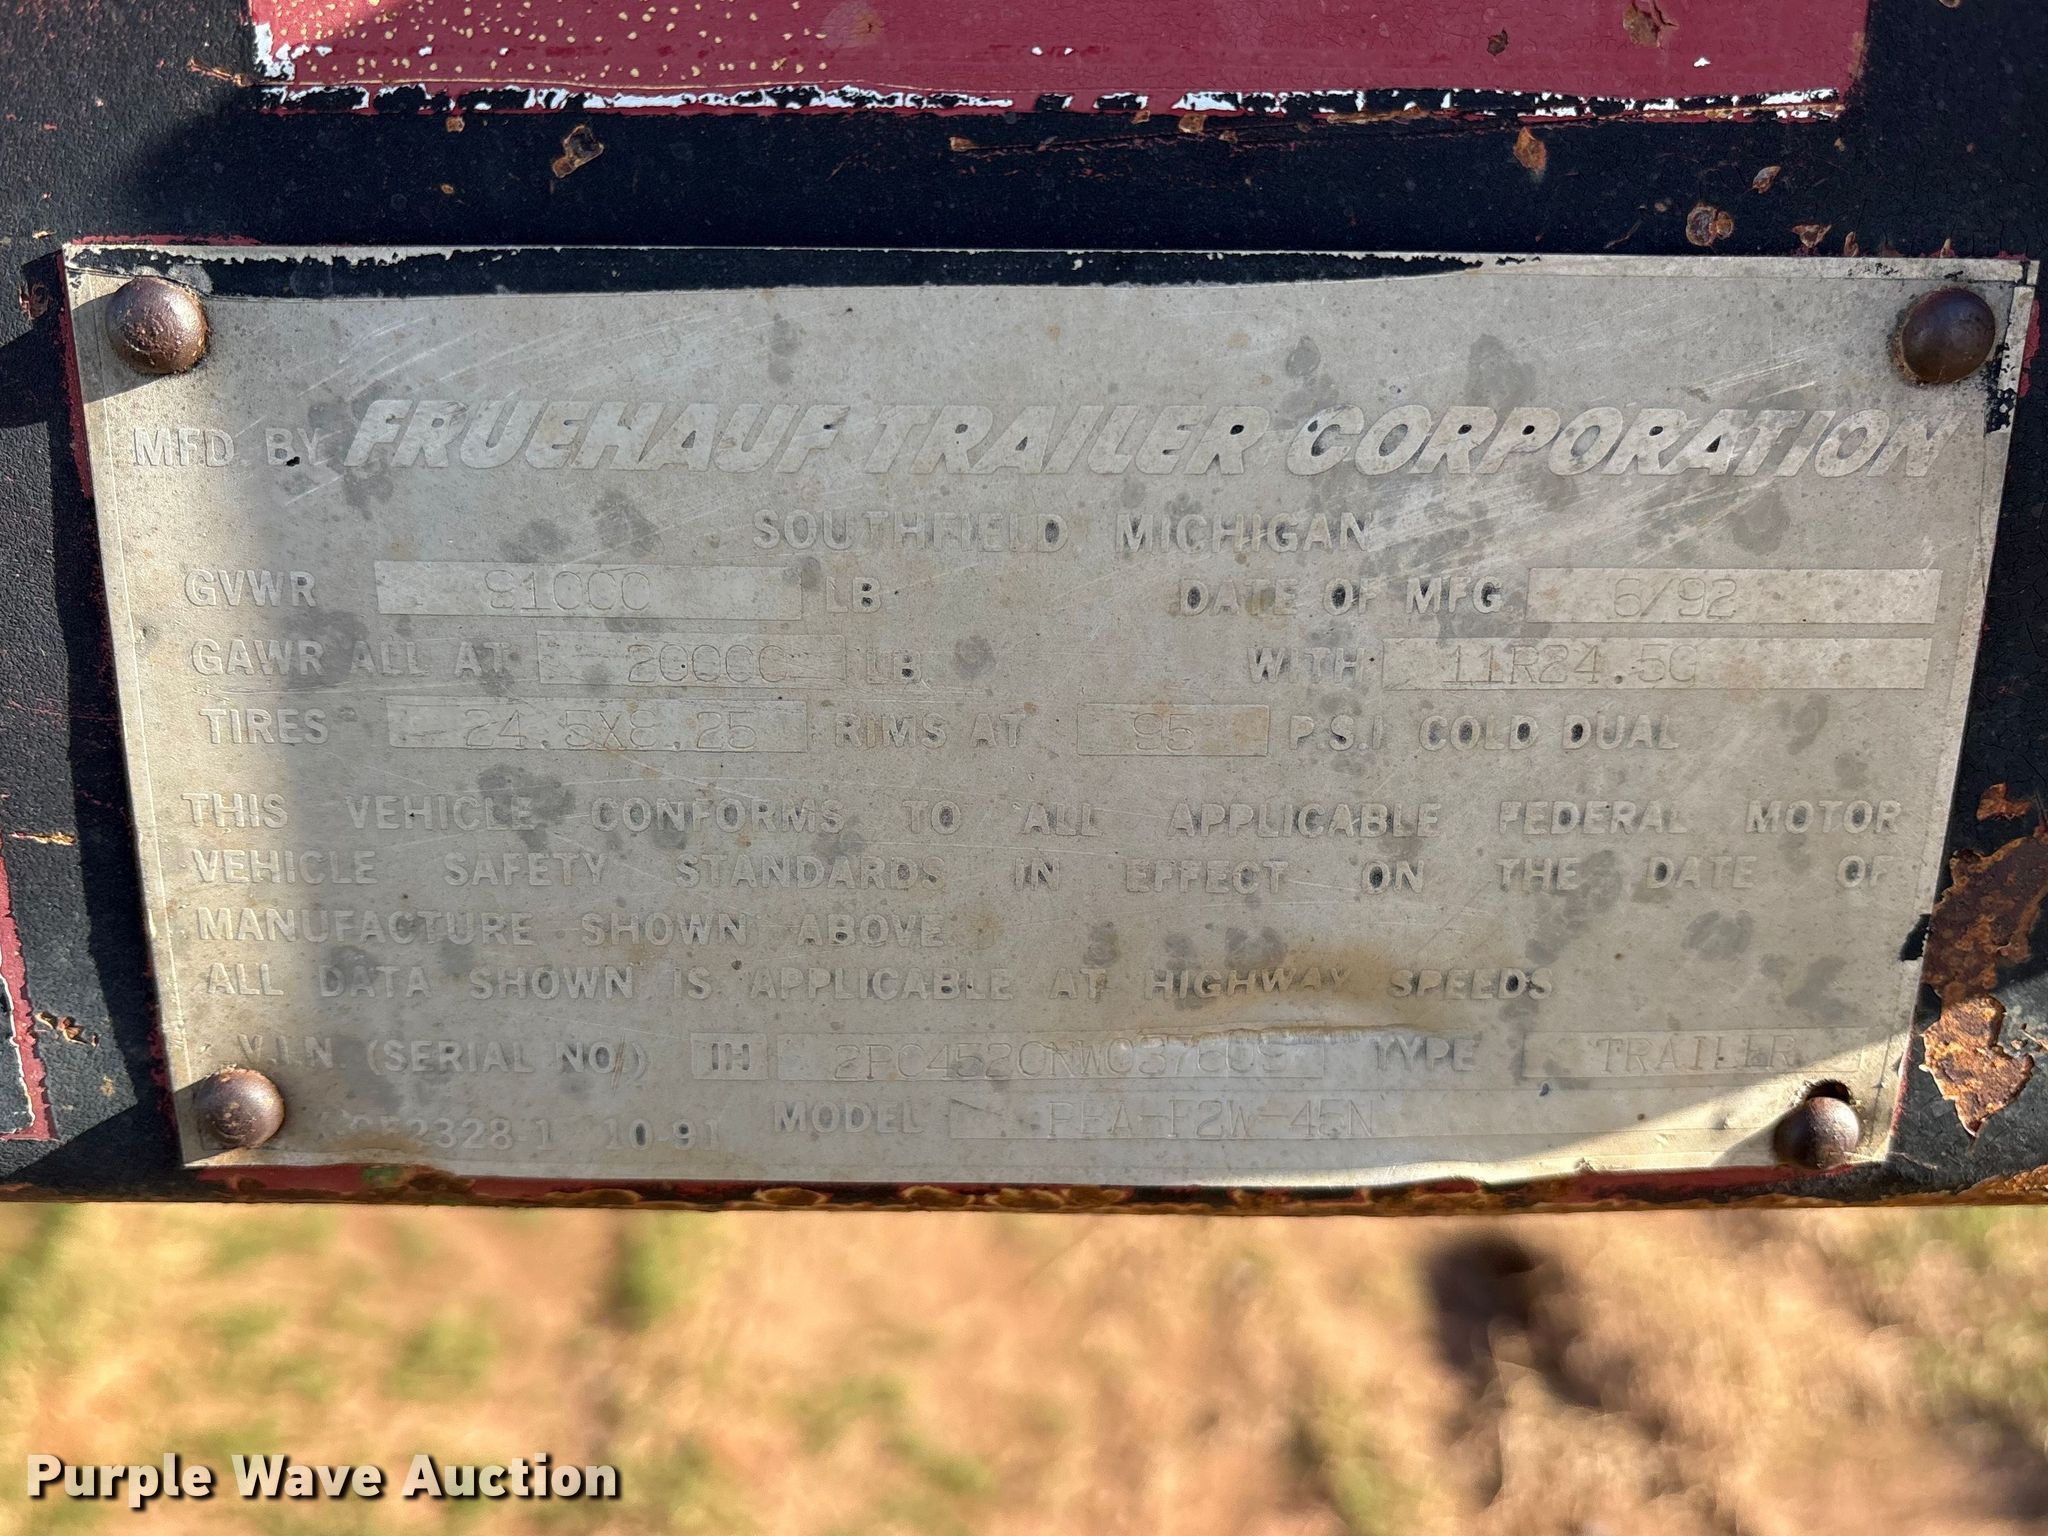 MFD. BY FRUEHAUF TRAILER CORPORATION
SOUTHFIELD MICHIGAN
GVWR 81000 LB DATE OF MFG. 6/92
GAWR ALL AT 20000 LB. WITH 11R24.5G
TIRES 24.5X8.25 RIMS AT 95 P.S.I COLD DUAL
THIS VEHICLE CONFORMS TO ALL APPLICABLE FEDERAL MOTOR
VEHICLE SAFETY STANDARDS IN EFFECT ON THE DATE OF
MANUFACTURE SHOWN ABOVE
ALL DATA SHOWN IS APPLICABLE AT HIGHWAY SPEEDS
V.I.N. (SERIAL NO.) 1H TYPE TRAILER
10-91 MODEL
Purple Wave Auction